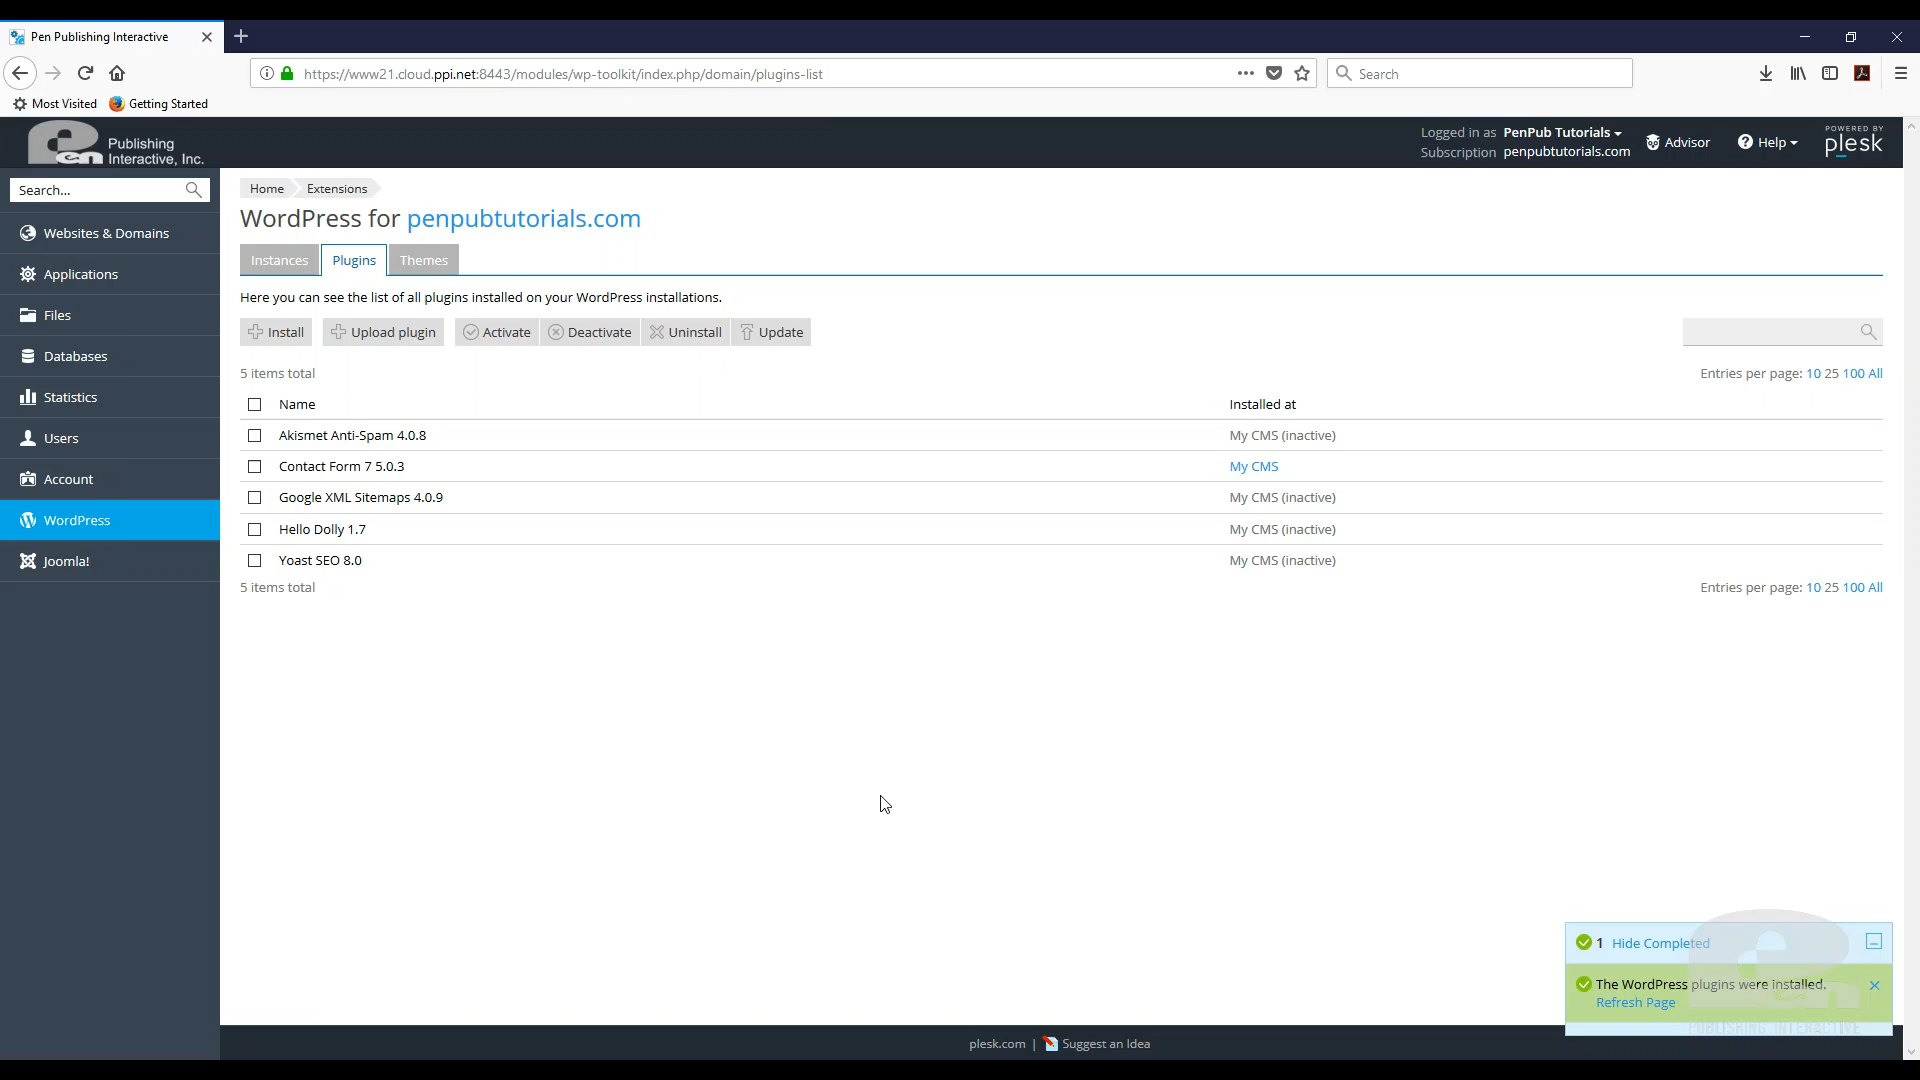 Pen Publishing Interactive
https://www21.cloud.ppi.net:8443/modules/wp-toolkit/index.php/domain/plugins-list
Search
Most Visited
Getting Started
en Publishing
Interactive, Inc.
Logged in as PenPub Tutorials
Subscription penpubtutorials.com
Advisor
Help
POWERED BY
plesk
Search...
Websites & Domains
Applications
Files
Databases
Statistics
Users
Account
WordPress
Joomla!
Home
Extensions
WordPress for penpubtutorials.com
Instances
Plugins
Themes
Here you can see the list of all plugins installed on your WordPress installations.
Install
Upload plugin
Activate
Deactivate
Uninstall
Update
5 items total
Entries per page: 10 25 100 All
Name
Installed at
Akismet Anti-Spam 4.0.8
My CMS (inactive)
Contact Form 7 5.0.3
My CMS
Google XML Sitemaps 4.0.9
My CMS (inactive)
Hello Dolly 1.7
My CMS (inactive)
Yoast SEO 8.0
My CMS (inactive)
5 items total
Entries per page: 10 25 100 All
1 Hide Completed
The WordPress plugins were installed.
Refresh Page
en
PUBLISHING INTERACTIVE
plesk.com | Suggest an Idea